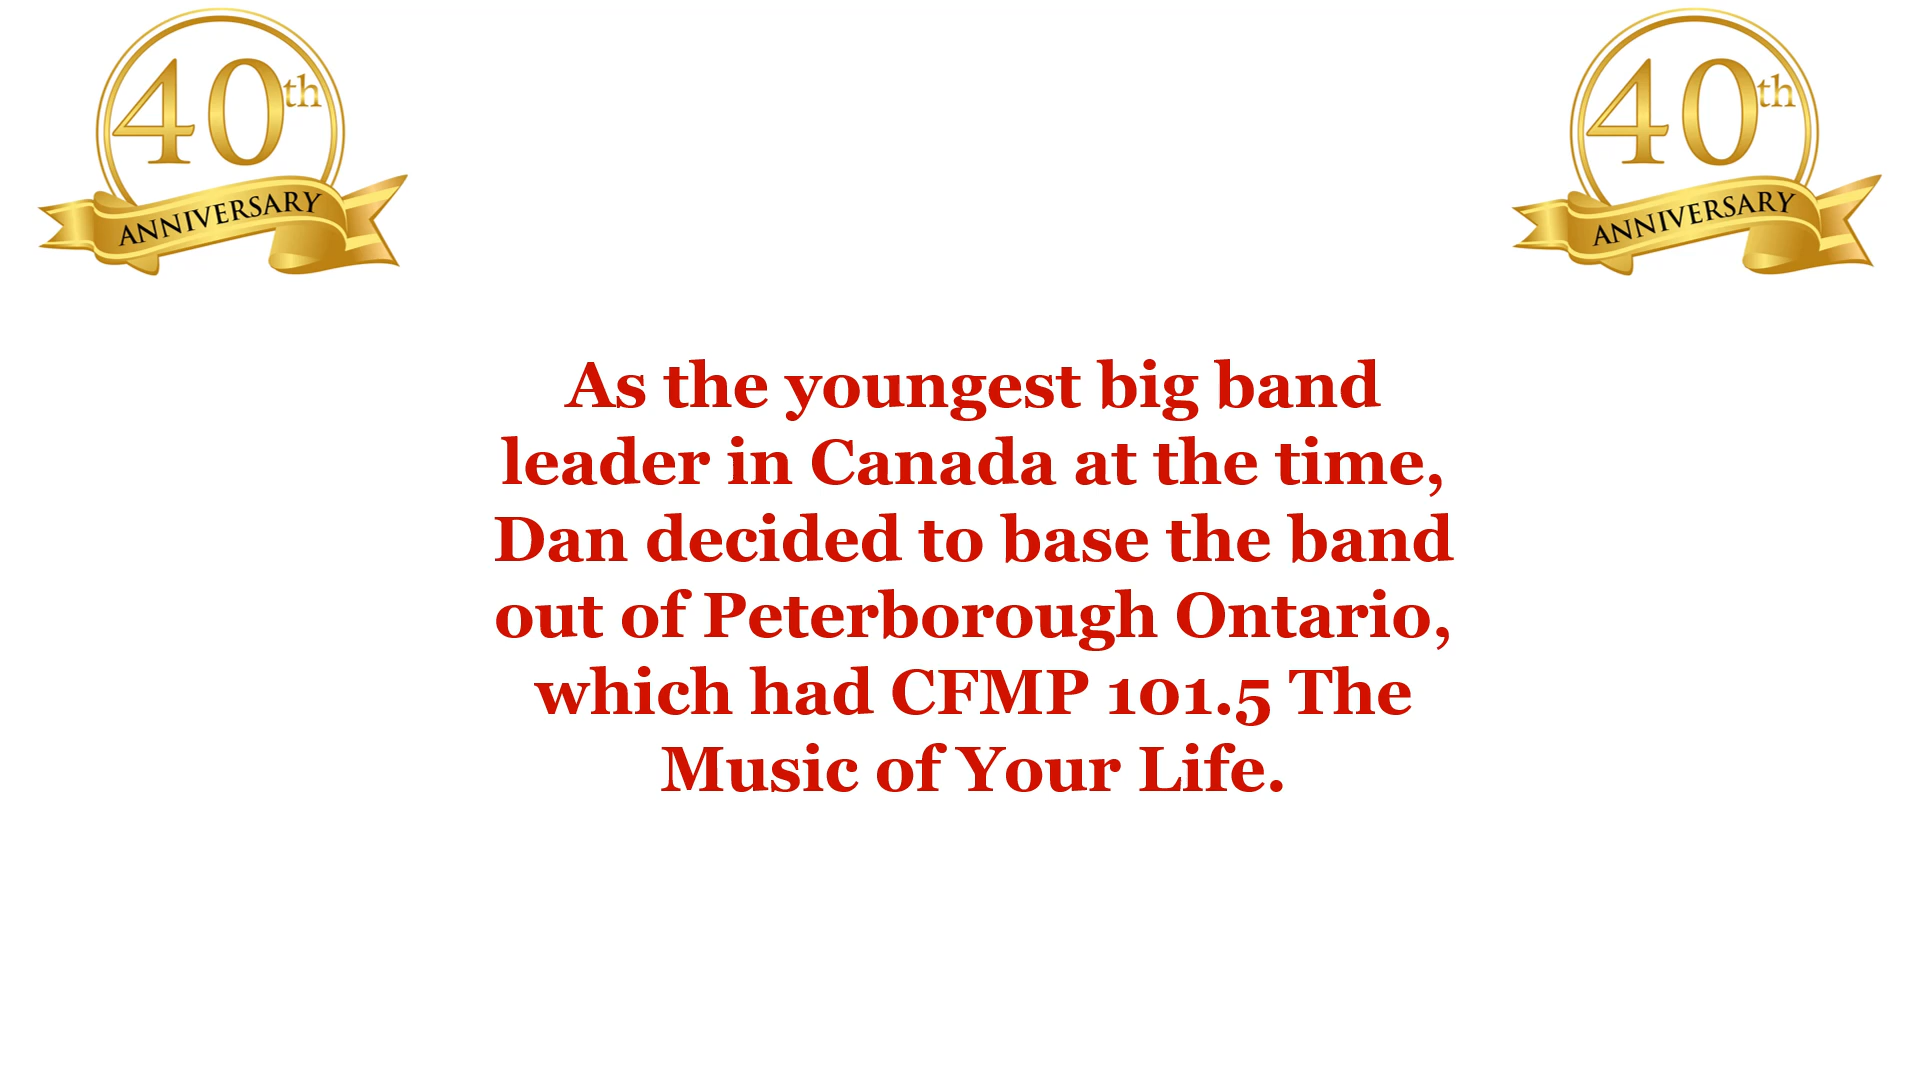 40th
ANNIVERSARY
40th
ANNIVERSARY
As the youngest big band
leader in Canada at the time,
Dan decided to base the band
out of Peterborough Ontario,
which had CFMP 101.5 The
Music of Your Life.